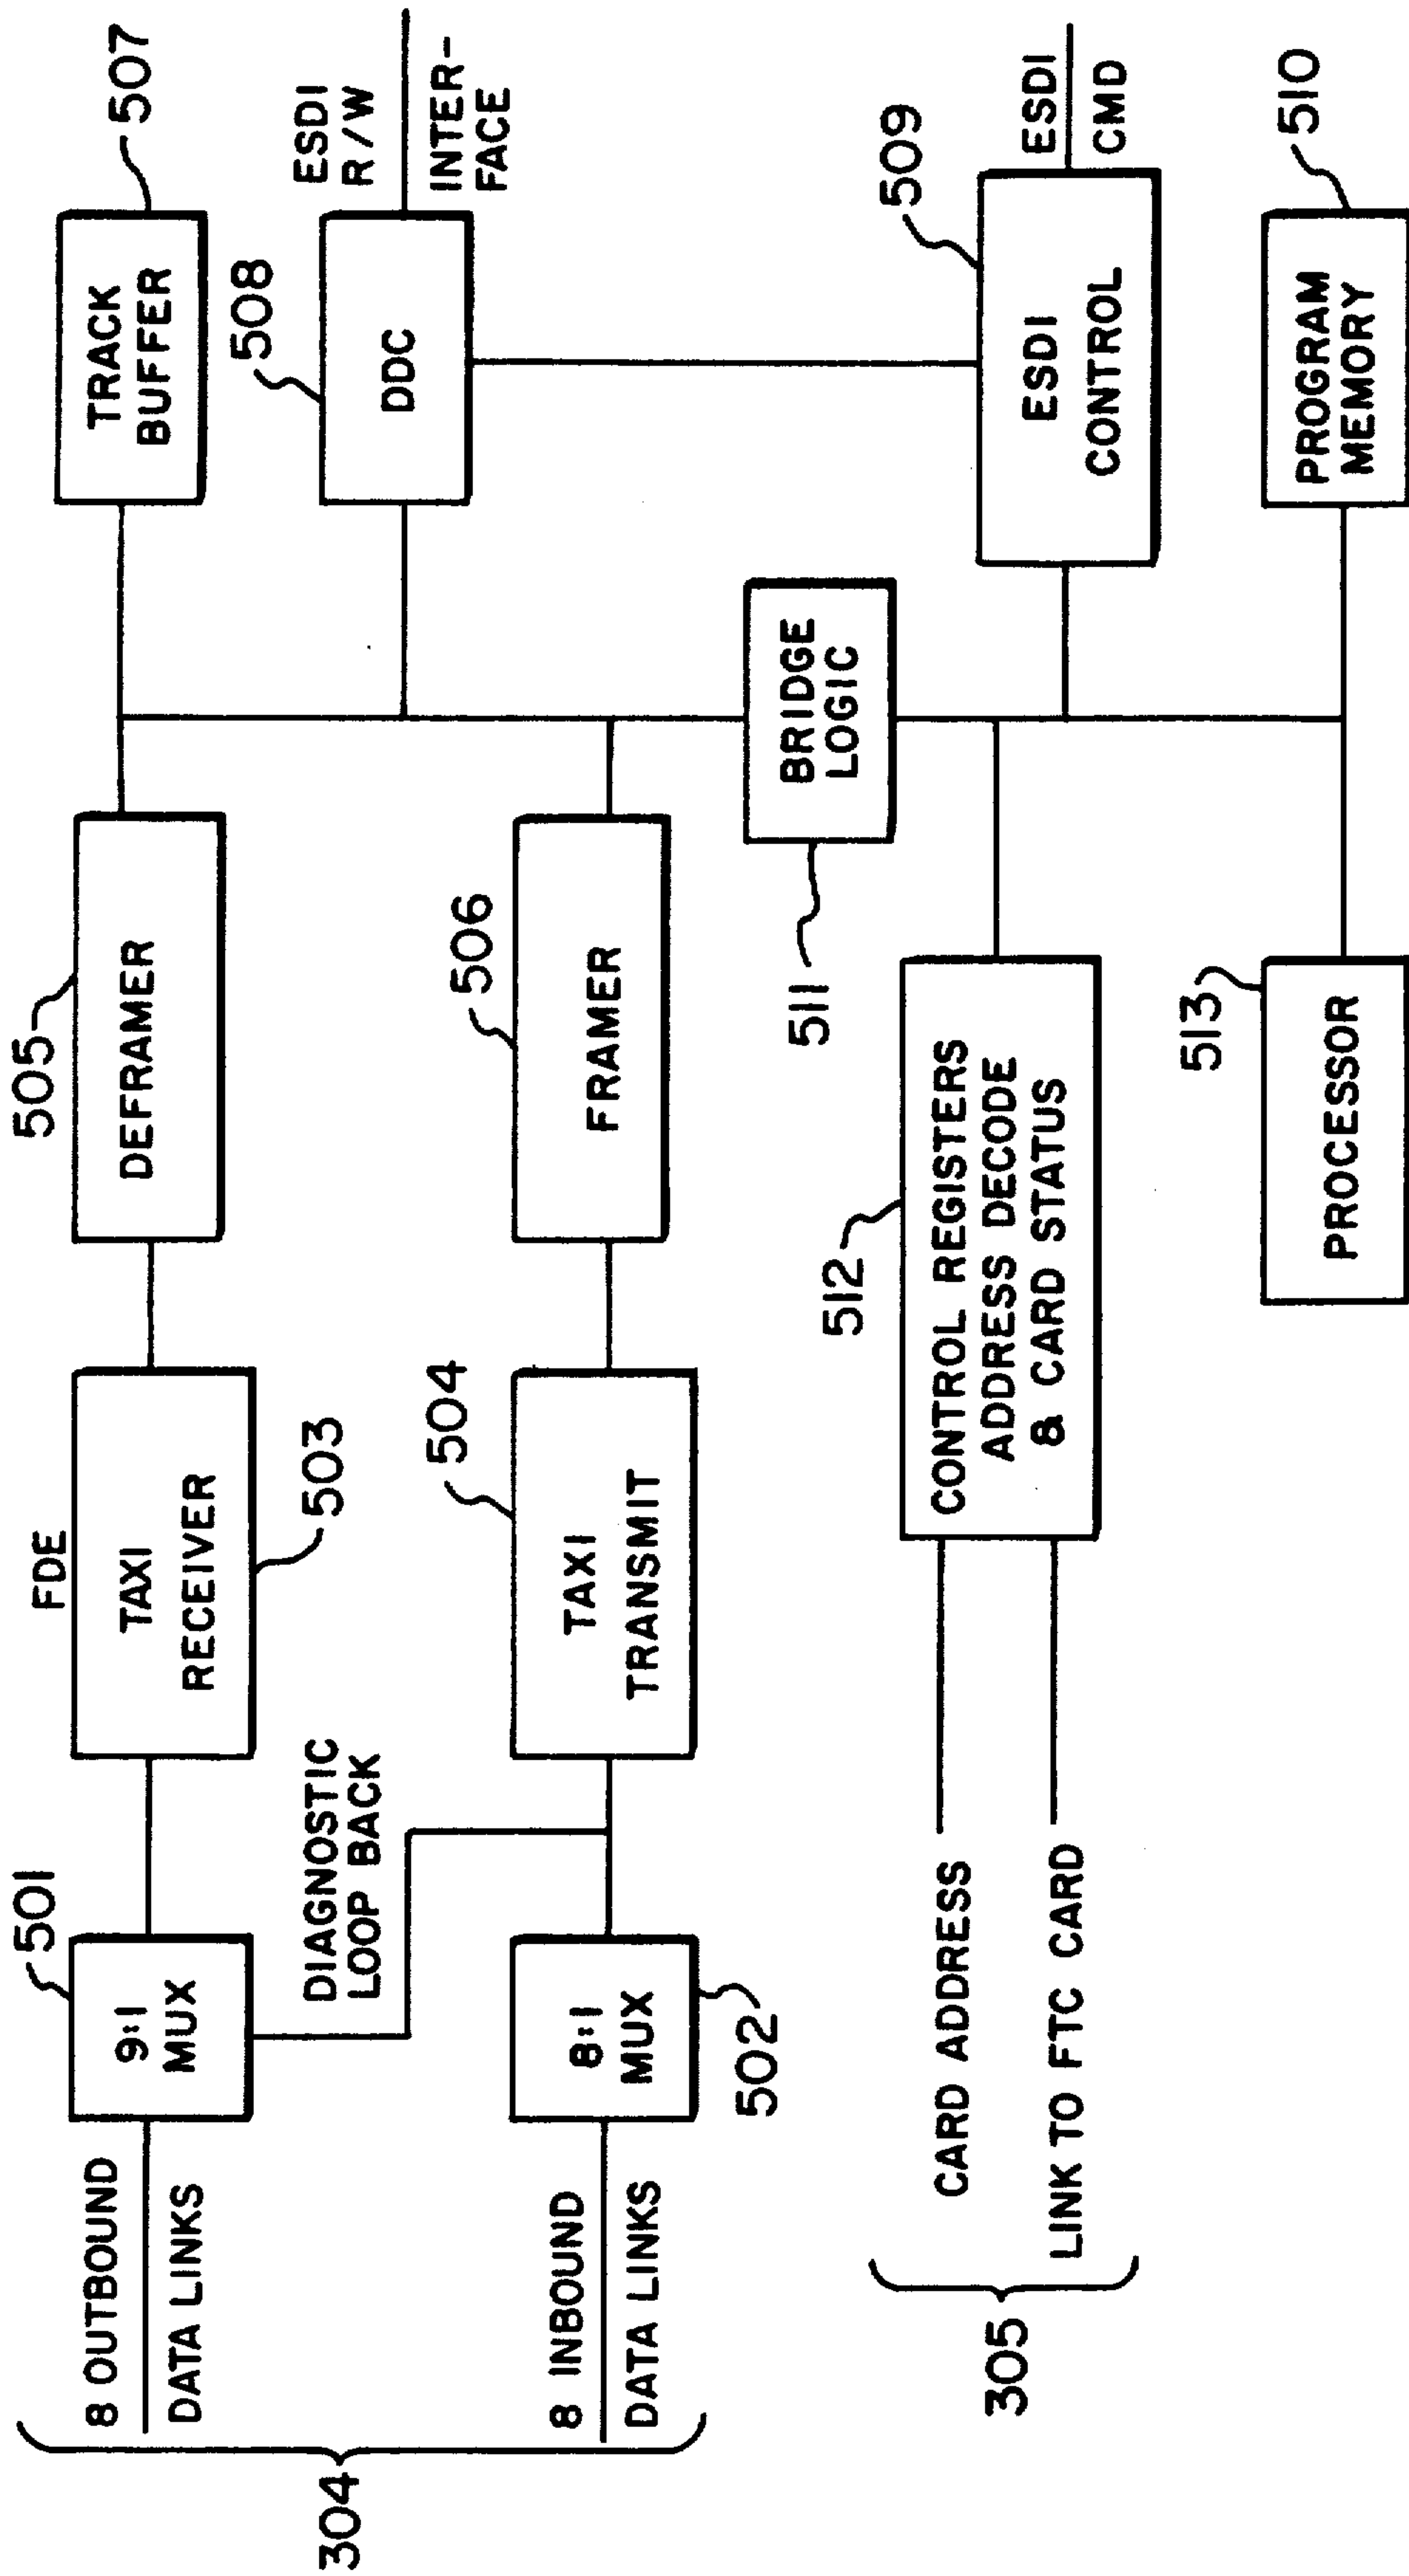 304
8 OUTBOUND
DATA LINKS
8 INBOUND
DATA LINKS
501
9:1
MUX
8:1
MUX
502
DIAGNOSTIC
LOOP BACK
FDE
TAXI
RECEIVER
503
504
TAXI
TRANSMIT
505
DEFRAMER
506
FRAMER
507
TRACK
BUFFER
508
DDC
ESDI
R/W
INTER-
FACE
BRIDGE
LOGIC
511
509
ESDI
CONTROL
ESDI
CMD
305
CARD ADDRESS
LINK TO FTC CARD
512
CONTROL REGISTERS
ADDRESS DECODE
& CARD STATUS
513
PROCESSOR
510
PROGRAM
MEMORY